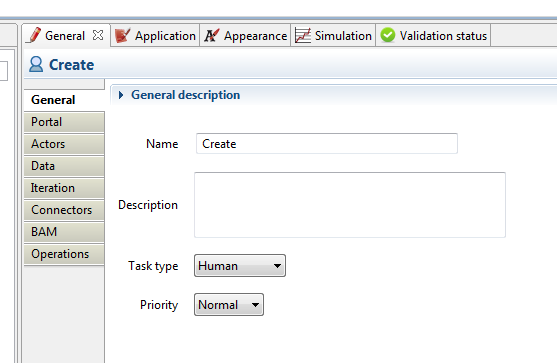 General Application Appearance Simulation Validation status
Create
General
Portal
Actors
Data
Iteration
Connectors
BAM
Operations
General description
Name Create
Description
Task type Human
Priority Normal